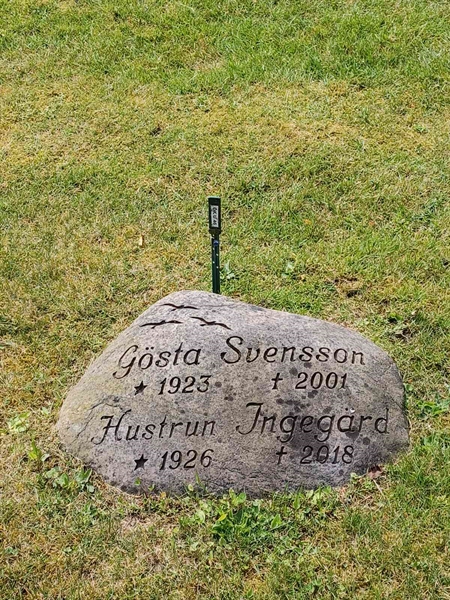 Gösta Svensson
★ 1923 † 2001
Hustrun Ingegärd
★ 1926 † 2018